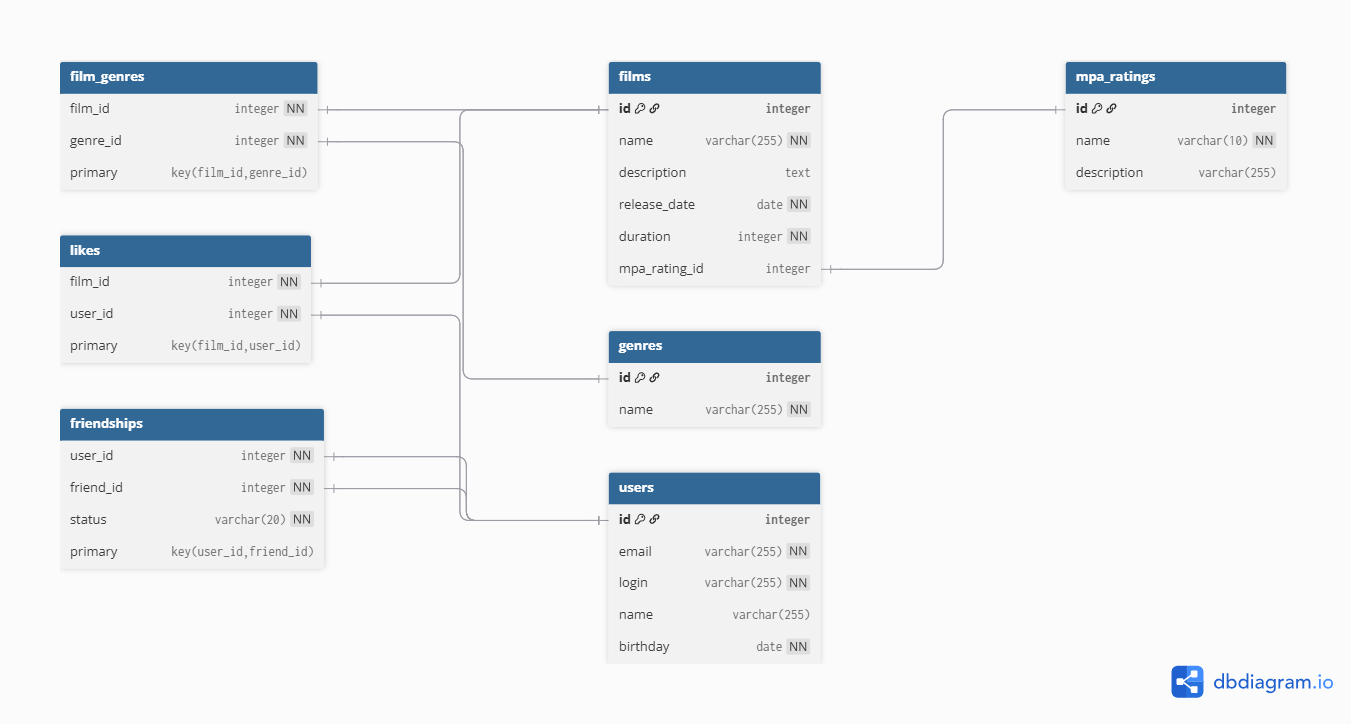 film_genres
film_id integer NN
genre_id integer NN
primary key(film_id,genre_id)
likes
film_id integer NN
user_id integer NN
primary key(film_id,user_id)
friendships
user_id integer NN
friend_id integer NN
status varchar(20) NN
primary key(user_id,friend_id)
films
id integer
name varchar(255) NN
description text
release_date date NN
duration integer NN
mpa_rating_id integer
genres
id integer
name varchar(255) NN
users
id integer
email varchar(255) NN
login varchar(255) NN
name varchar(255)
birthday date NN
mpa_ratings
id integer
name varchar(10) NN
description varchar(255)
dbdiagram.io